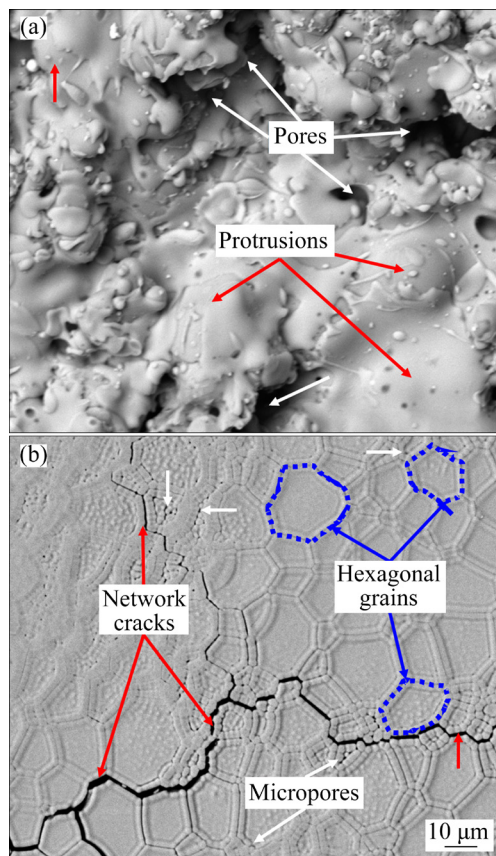 (a)
Pores
Protrusions
(b)
Hexagonal
grains
Network
cracks
Micropores
10 μm